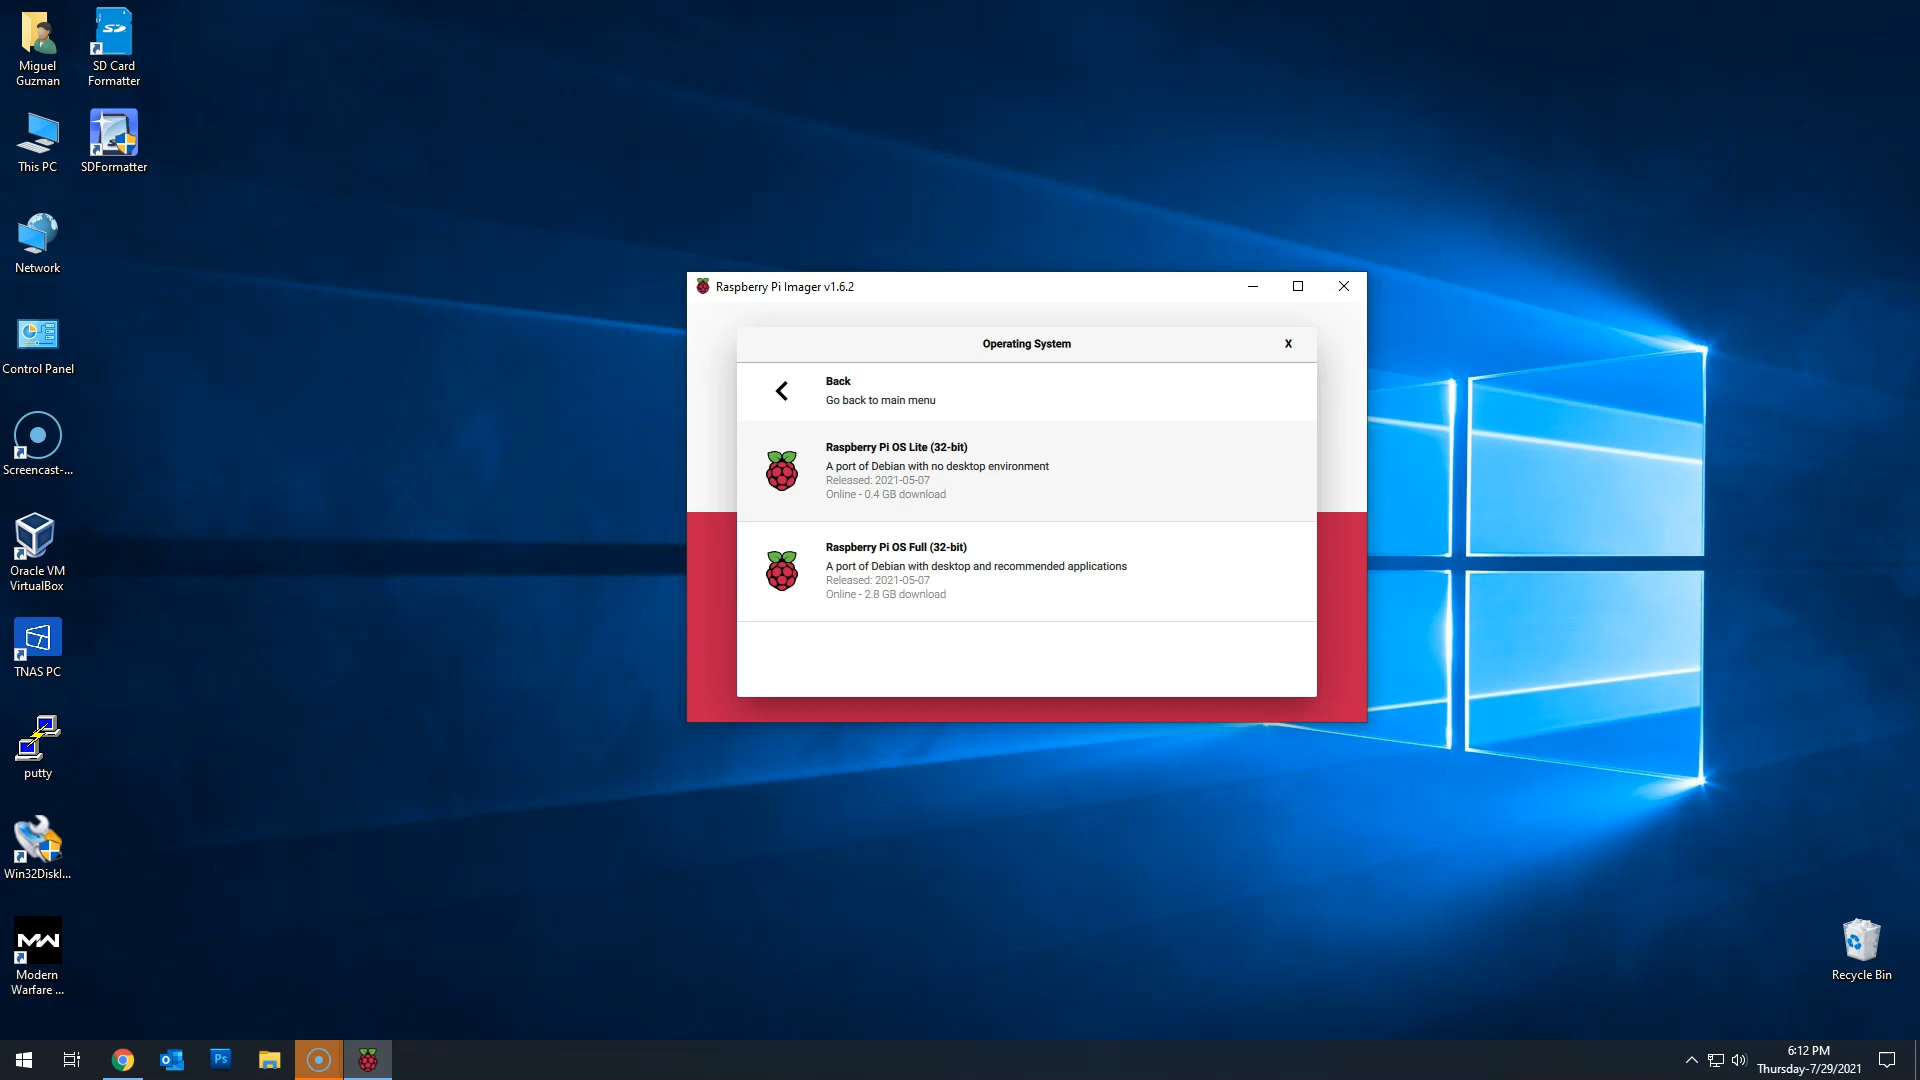 Miguel
Guzman
SD Card
Formatter
This PC
SDFormatter
Network
Control Panel
Screencast-...
Oracle VM
VirtualBox
TNAS PC
putty
Win32DiskI...
MW
Modern
Warfare ...
Raspberry Pi Imager v1.6.2
Operating System
X
Back
Go back to main menu
Raspberry Pi OS Lite (32-bit)
A port of Debian with no desktop environment
Released: 2021-05-07
Online - 0.4 GB download
Raspberry Pi OS Full (32-bit)
A port of Debian with desktop and recommended applications
Released: 2021-05-07
Online - 2.8 GB download
Recycle Bin
Ps
6:12 PM
Thursday-7/29/2021